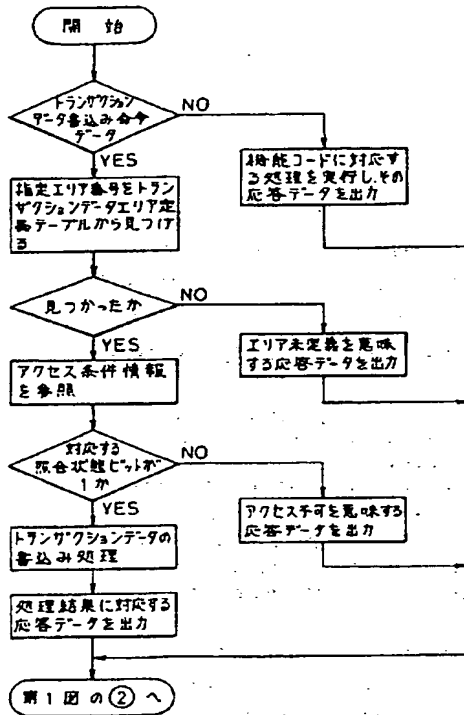 開始
トランザクション
データ書込み命令
データ
NO
YES
機能コードに対応す
る処理を実行し、その
応答データを出力
指定エリア番号をトラン
ザクションデータエリア定
義テーブルから見つけ
る
見つかったか
NO
YES
エリア未定義を意味
する応答データを出力
アクセス条件情報
を参照
対応する
照合状態ビットが
1か
NO
YES
アクセス不可を意味する
応答データを出力
トランザクションデータの
書込み処理
処理結果に対応する
応答データを出力
第1図の②へ